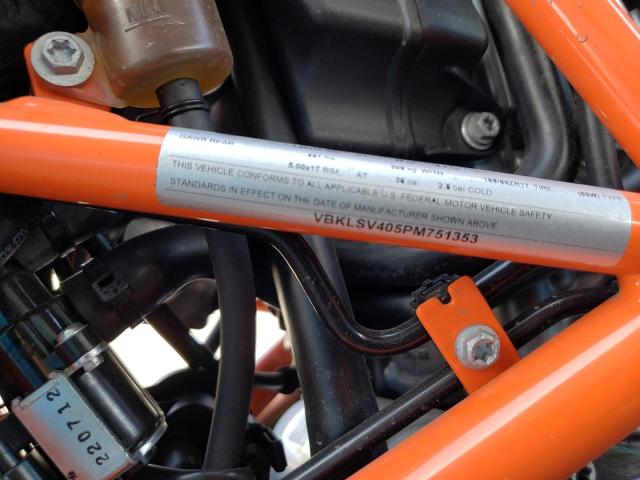 MIN
GAWR REAR
5.00x17 RIM AT 36 psi 2.5 bar COLD
THIS VEHICLE CONFORMS TO ALL APPLICABLE U.S. FEDERAL MOTOR VEHICLE SAFETY
STANDARDS IN EFFECT ON THE DATE OF MANUFACTURER SHOWN ABOVE
VBKLSV405PM751353
220712